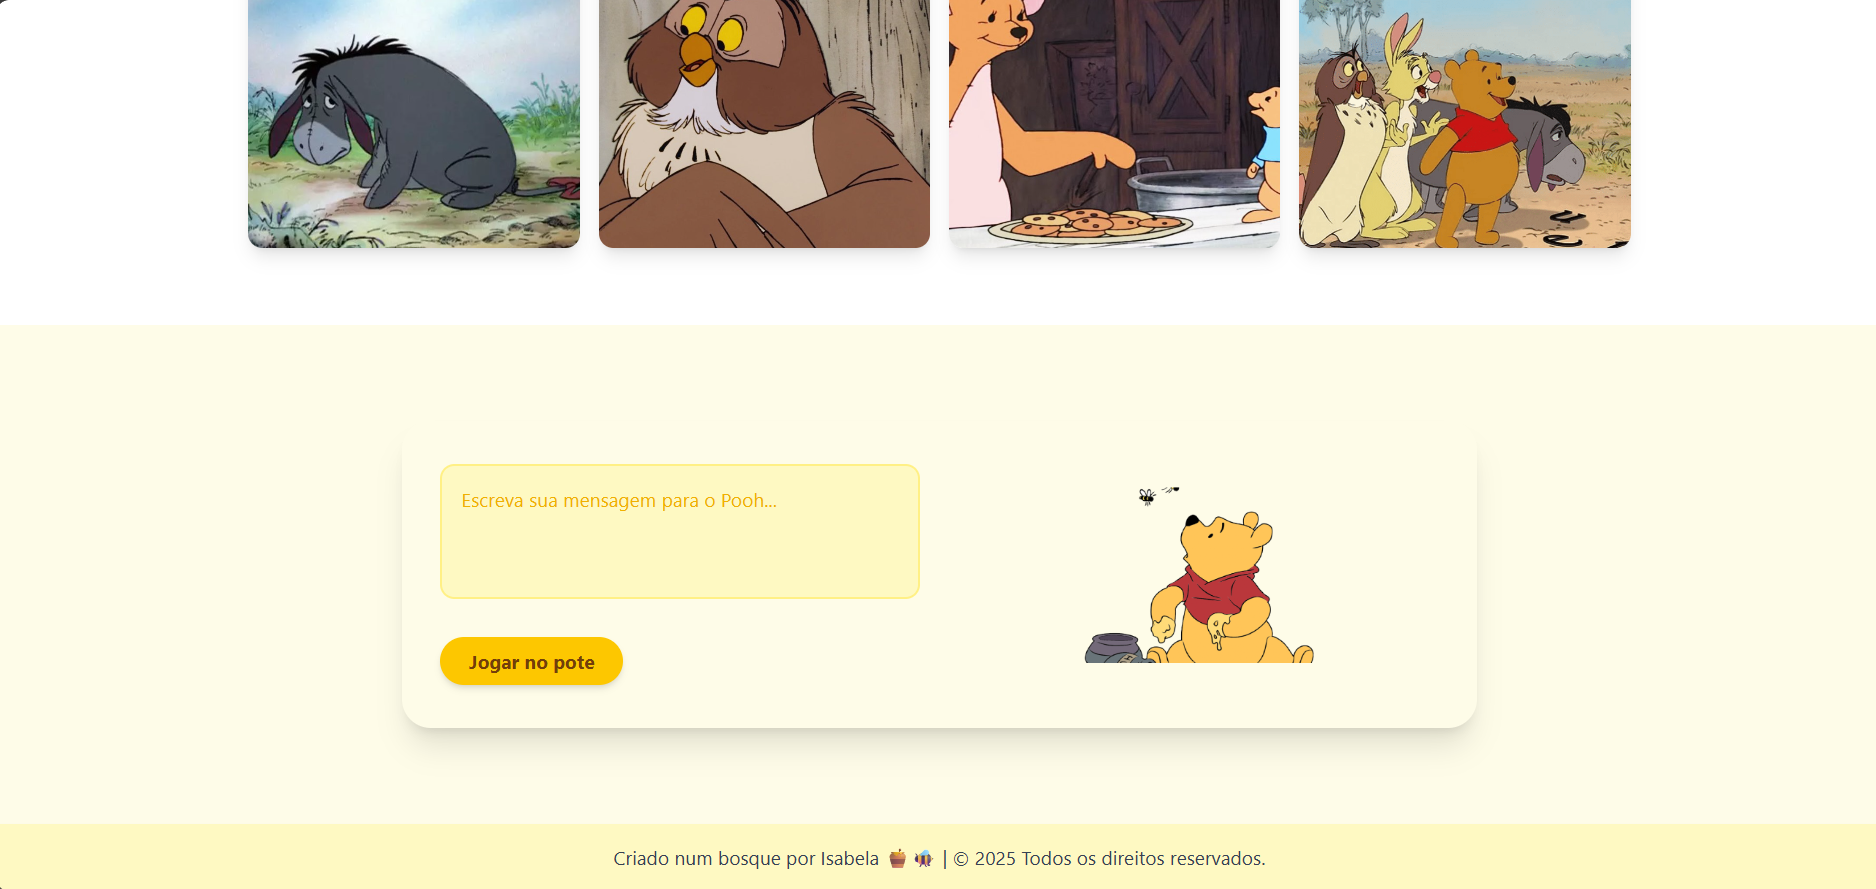 Escreva sua mensagem para o Pooh...
Jogar no pote
Criado num bosque por Isabela 🍯 🐝 | © 2025 Todos os direitos reservados.